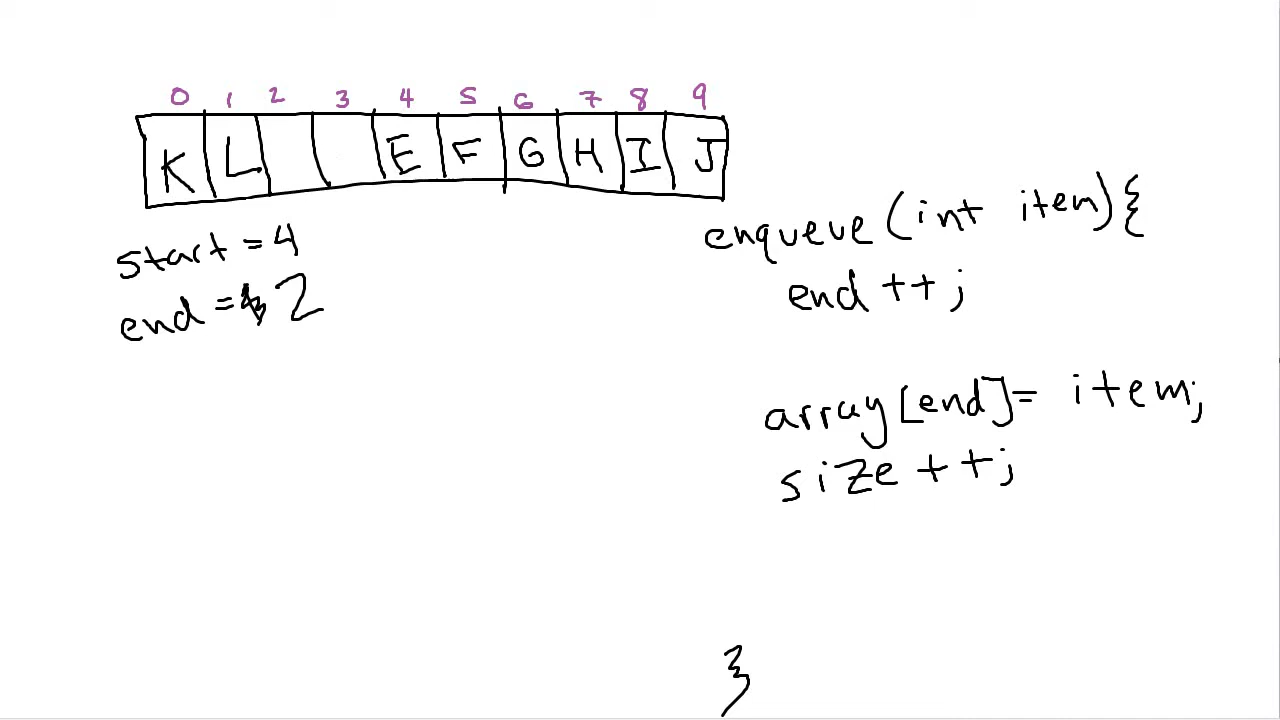 0 1 2 3 4 5 6 7 8 9
K L E F G H I J
start = 4
end = 2
enqueue (int item) {
end ++ ;
array [end] = item;
size ++;
}